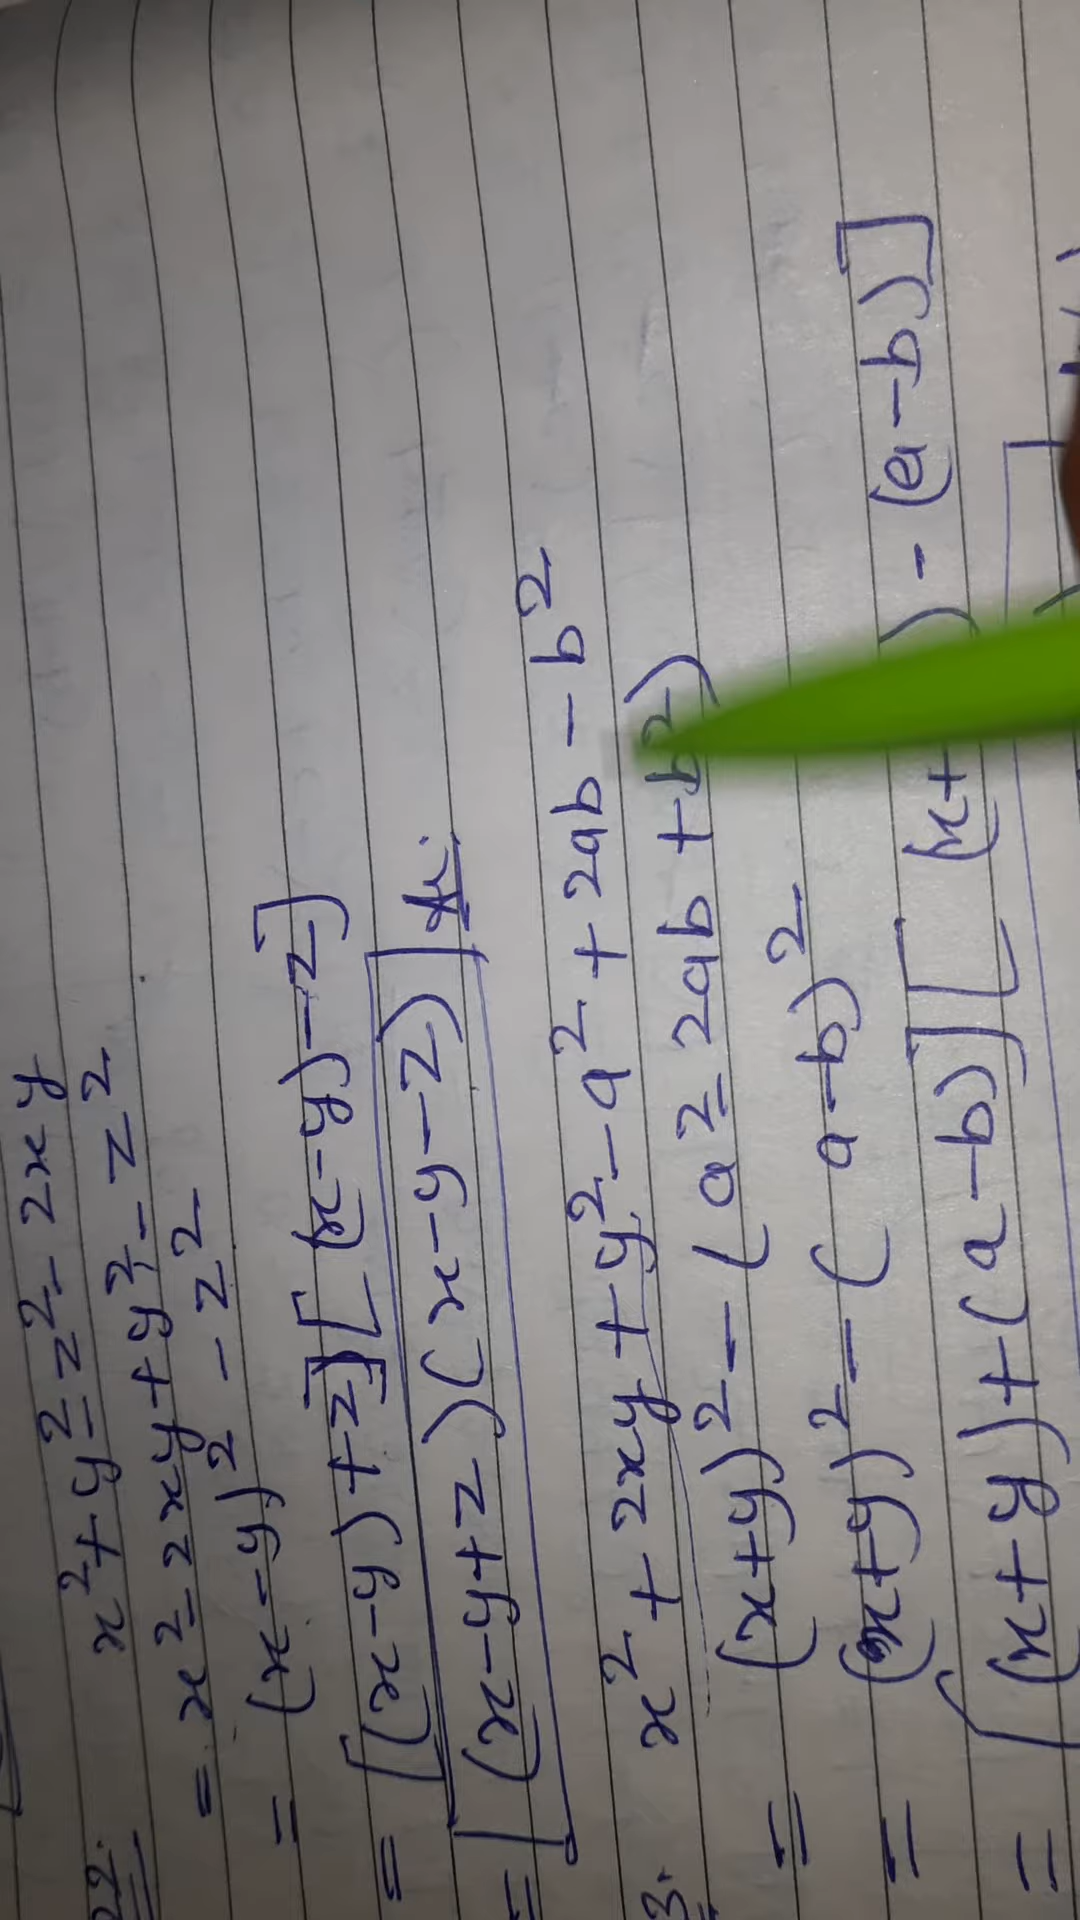 22. x² + y² - z² - 2xy
= x² - 2xy + y² - z²
= (x-y)² - z²
= [(x-y)+z] [(x-y)-z]
= [(x-y+z)(x-y-z)]
3. x² + 2xy + y² - a² + 2ab - b²
= (x+y)² - (a² - 2ab + b²)
= (x+y)² - (a-b)²
= [(x+y)+(a-b)] [(x+ ) - (a-b)]